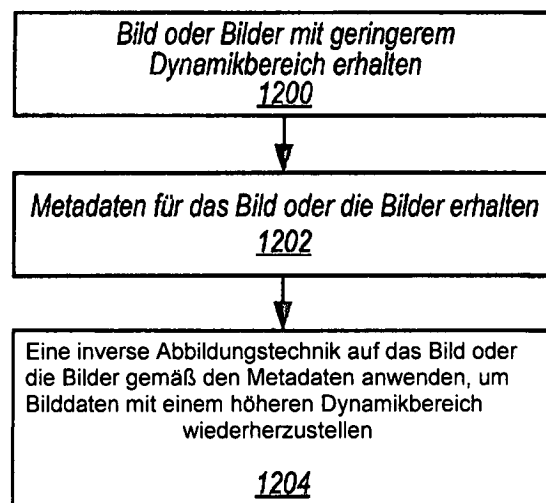 Bild oder Bilder mit geringerem
Dynamikbereich erhalten
1200
Metadaten für das Bild oder die Bilder erhalten
1202
Eine inverse Abbildungstechnik auf das Bild oder
die Bilder gemäß den Metadaten anwenden, um
Bilddaten mit einem höheren Dynamikbereich
wiederherzustellen
1204